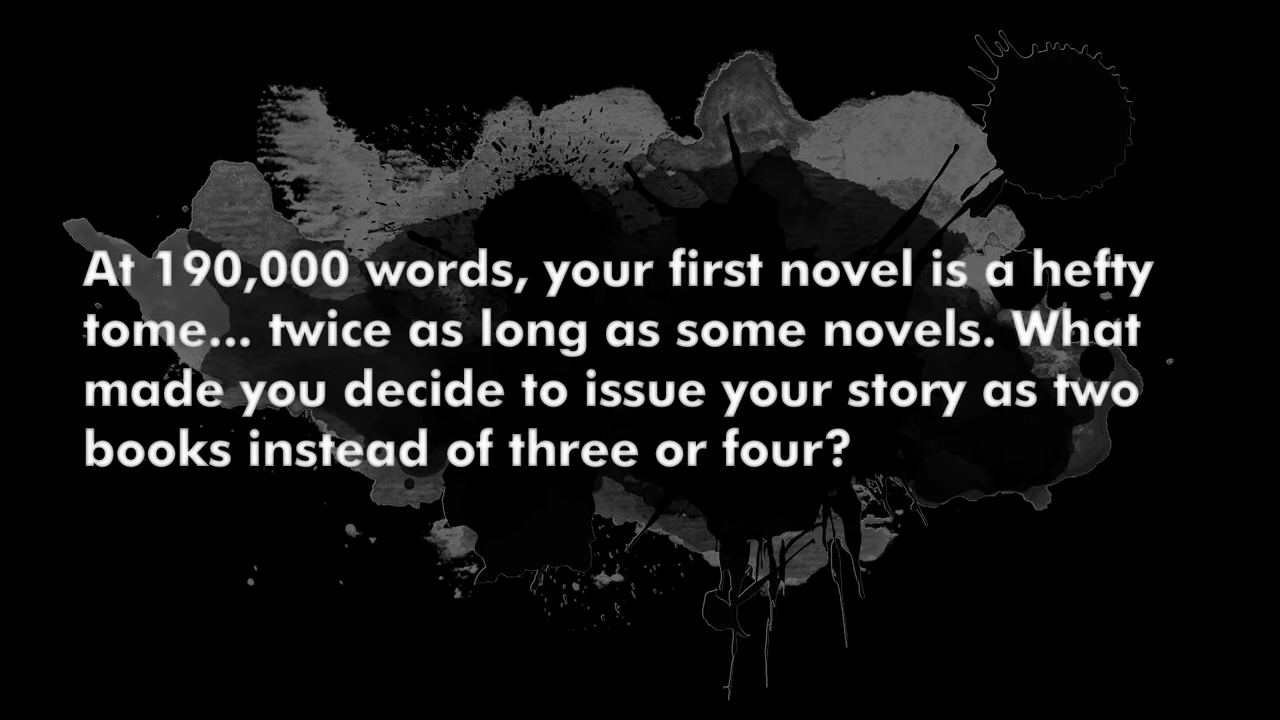 At 190,000 words, your first novel is a hefty
tome... twice as long as some novels. What
made you decide to issue your story as two
books instead of three or four?